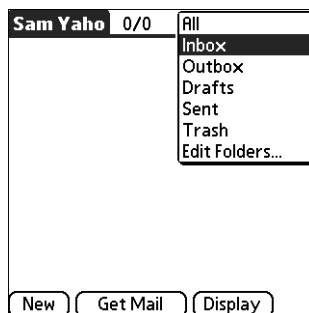 Sam Yaho 0/0 All
Inbox
Outbox
Drafts
Sent
Trash
Edit Folders...
New Get Mail Display